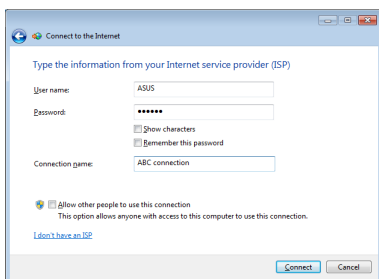 Connect to the Internet
Type the information from your Internet service provider (ISP)
User name: ASUS
Password: ••••••
Show characters
Remember this password
Connection name: ABC connection
Allow other people to use this connection
This option allows anyone with access to this computer to use this connection.
I don't have an ISP
Connect Cancel